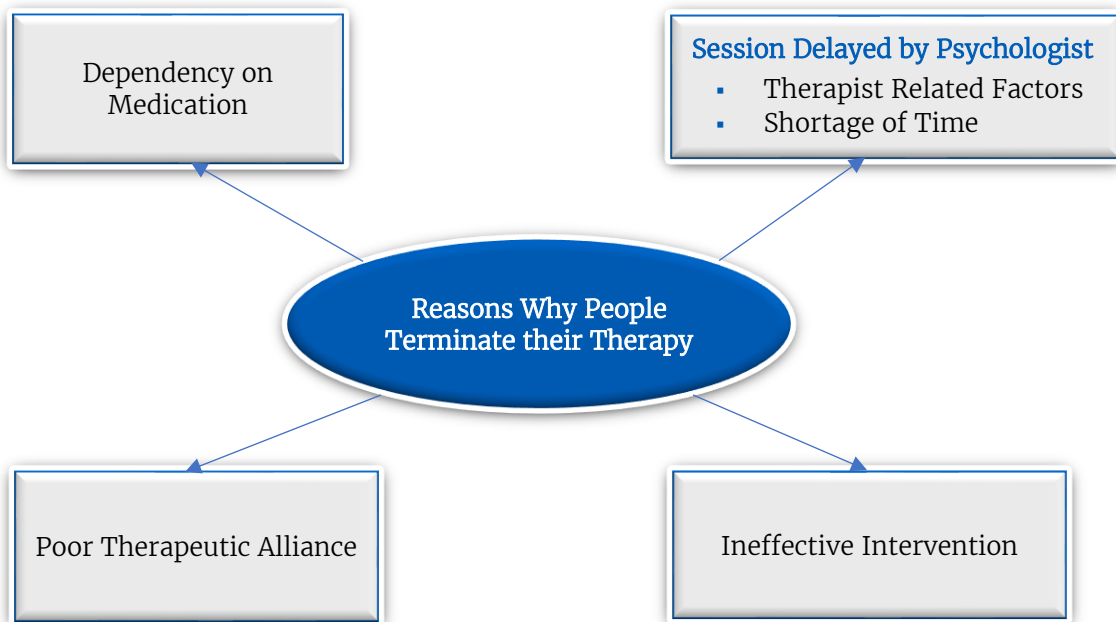 Dependency on
Medication
Session Delayed by Psychologist
▪ Therapist Related Factors
▪ Shortage of Time
Reasons Why People
Terminate their Therapy
Poor Therapeutic Alliance
Ineffective Intervention